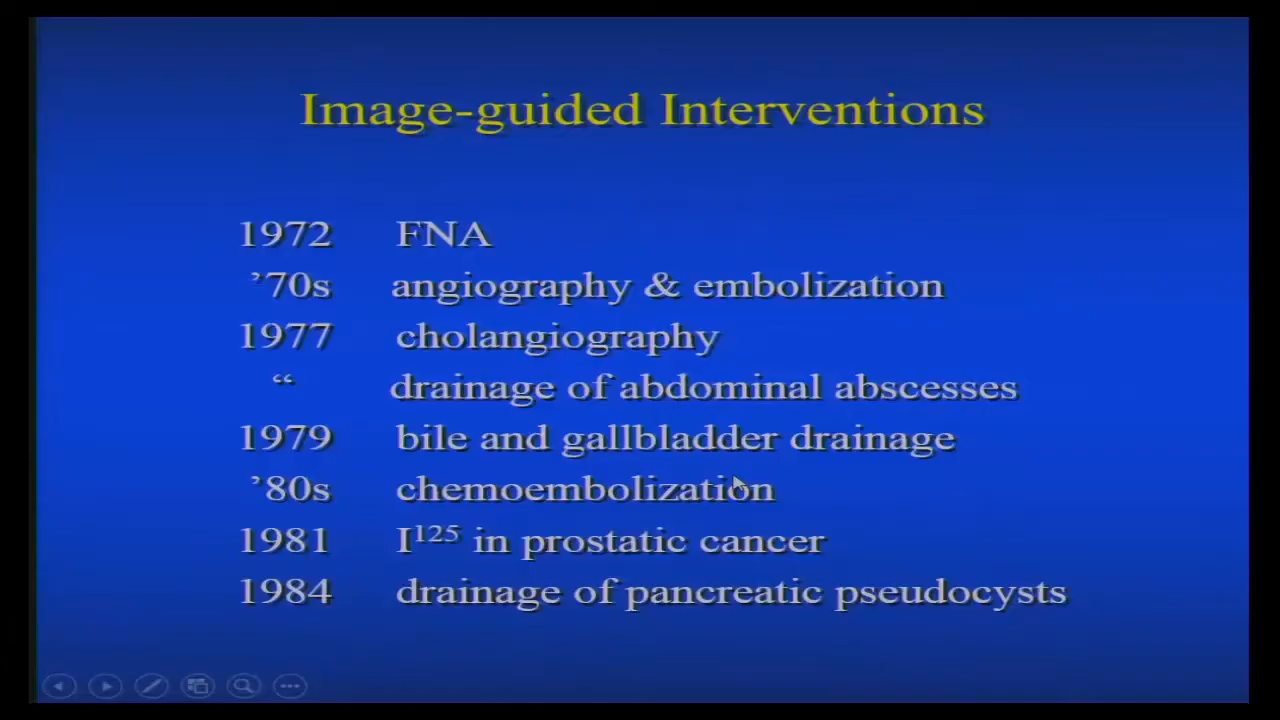 Image-guided Interventions
1972 FNA
’70s angiography & embolization
1977 cholangiography
“ drainage of abdominal abscesses
1979 bile and gallbladder drainage
’80s chemoembolization
1981 I¹²⁵ in prostatic cancer
1984 drainage of pancreatic pseudocysts